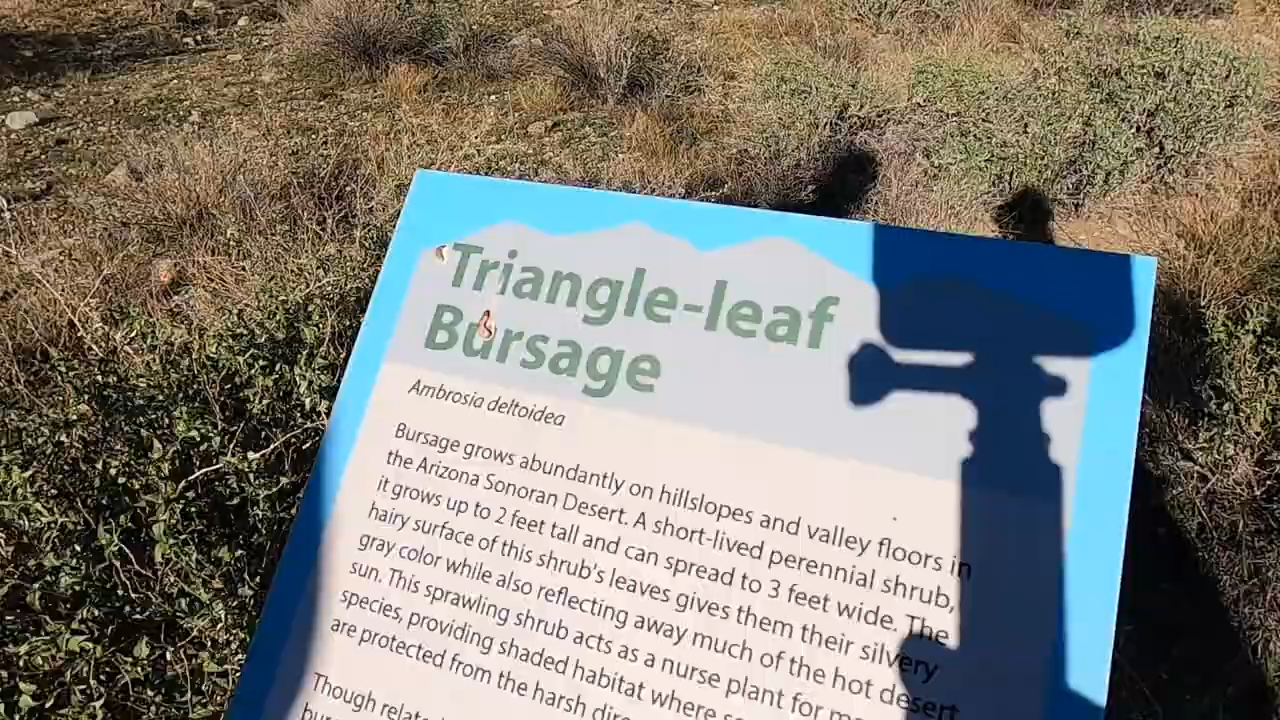 Triangle-leaf
Bursage
Ambrosia deltoidea
Bursage grows abundantly on hillslopes and valley floors in
the Arizona Sonoran Desert. A short-lived perennial shrub,
it grows up to 2 feet tall and can spread to 3 feet wide. The
hairy surface of this shrub's leaves gives them their silvery
gray color while also reflecting away much of the hot desert
sun. This sprawling shrub acts as a nurse plant for
species, providing shaded habitat where
are protected from the harsh
Though